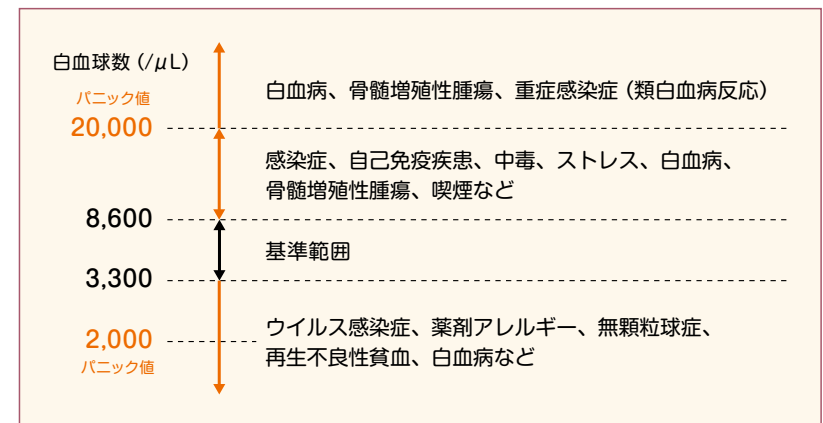 白血球数(/μL)
パニック値
20,000
白血病、骨髄増殖性腫瘍、重症感染症(類白血病反応)
感染症、自己免疫疾患、中毒、ストレス、白血病、
骨髄増殖性腫瘍、喫煙など
8,600
基準範囲
3,300
ウイルス感染症、薬剤アレルギー、無顆粒球症、
再生不良性貧血、白血病など
2,000
パニック値